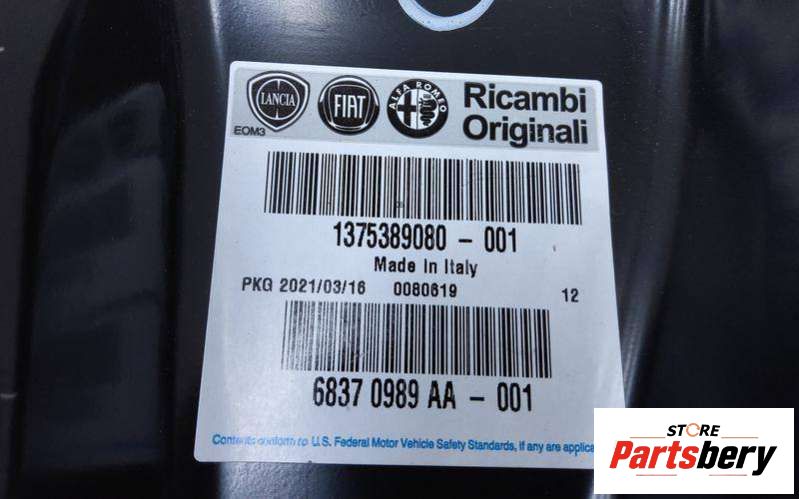 LANCIA FIAT ALFA ROMEO Ricambi
EOM3 Originali
1375389080 - 001
Made In Italy
PKG 2021/03/16 0080619 12
6837 0989 AA - 001
Contents conform to U.S. Federal Motor Vehicle Safety Standards, if any are applica
STORE
Partsbery